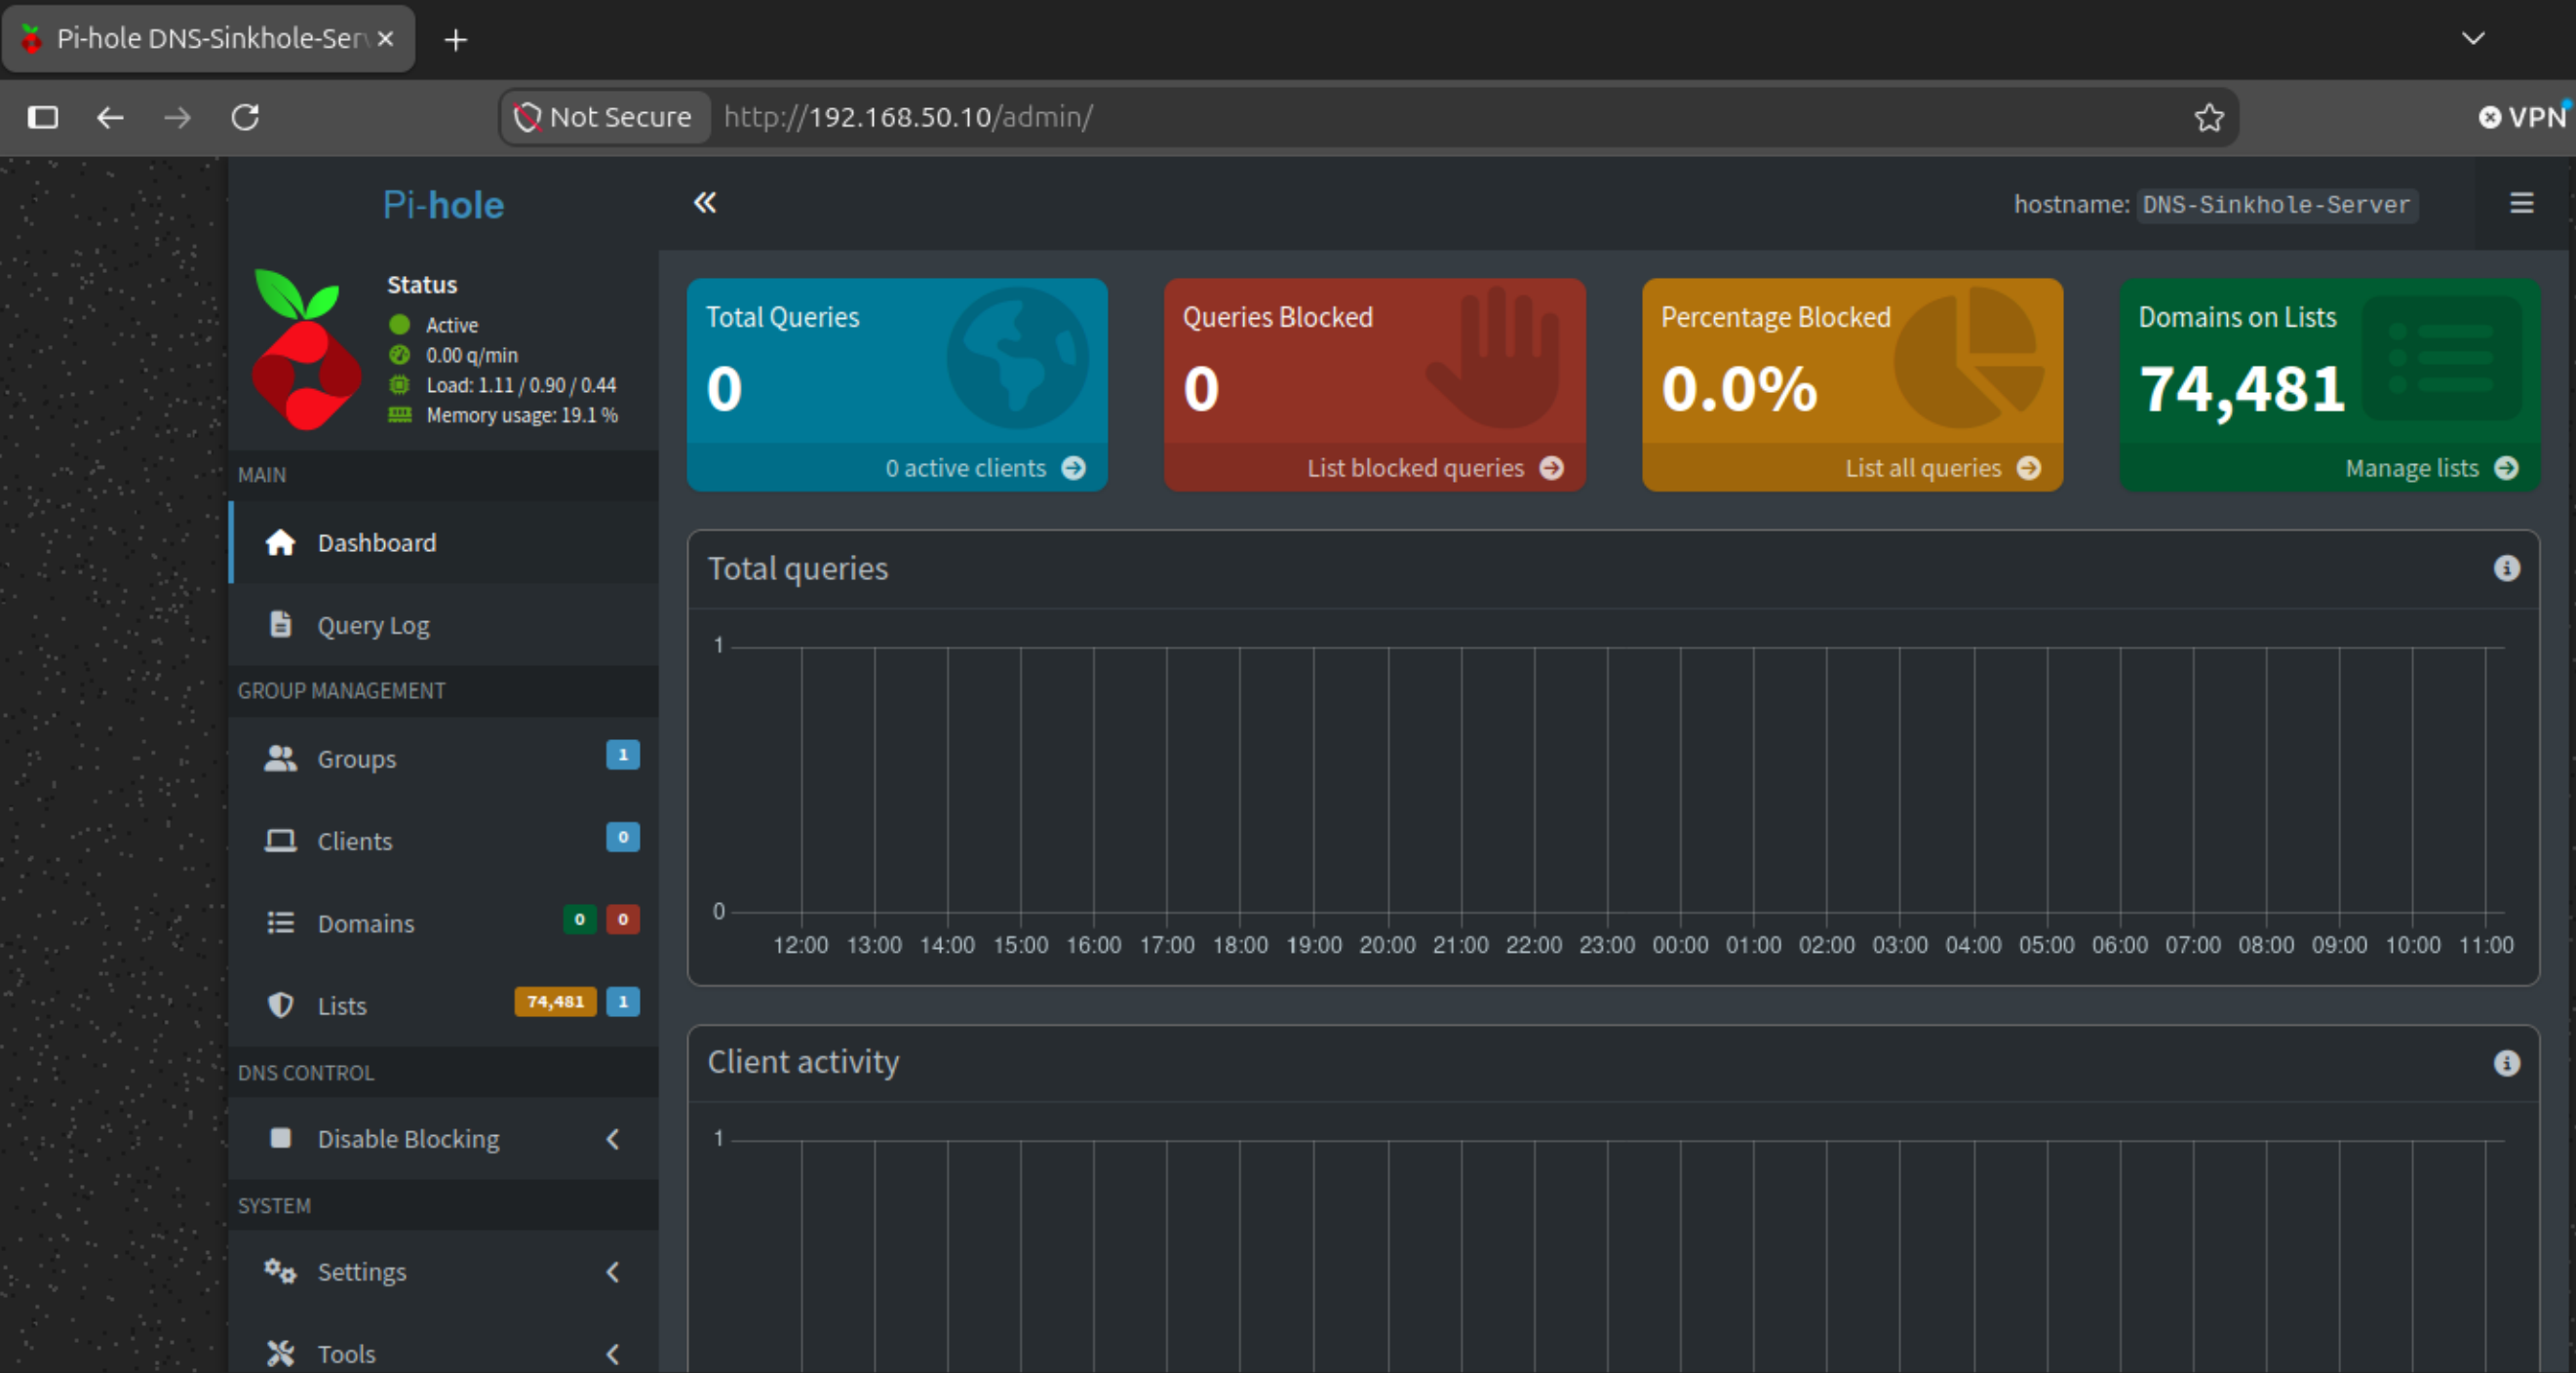 Pi-hole DNS-Sinkhole-Ser
Not Secure http://192.168.50.10/admin/
VPN
Pi-hole
hostname: DNS-Sinkhole-Server
Status
Active
0.00 q/min
Load: 1.11 / 0.90 / 0.44
Memory usage: 19.1 %
MAIN
Dashboard
Query Log
GROUP MANAGEMENT
Groups 1
Clients 0
Domains 0 0
Lists 74,481 1
DNS CONTROL
Disable Blocking
SYSTEM
Settings
Tools
Total Queries
0
0 active clients
Queries Blocked
0
List blocked queries
Percentage Blocked
0.0%
List all queries
Domains on Lists
74,481
Manage lists
Total queries
1
0
12:00 13:00 14:00 15:00 16:00 17:00 18:00 19:00 20:00 21:00 22:00 23:00 00:00 01:00 02:00 03:00 04:00 05:00 06:00 07:00 08:00 09:00 10:00 11:00
Client activity
1